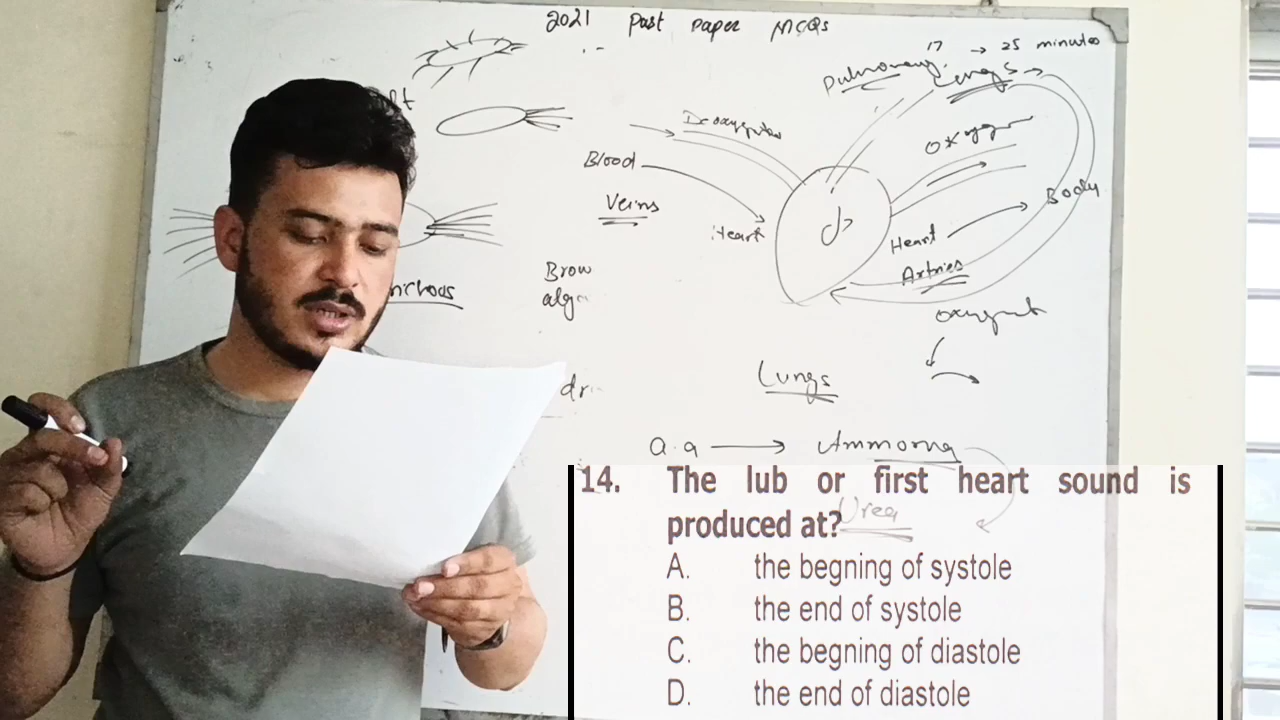 2021 Past Paper MCQs
17 → 25 minutes
Pulmonary Lungs
Blood
Veins
Heart
Oxygen
Body
Heart
Artries
Brow
alga
Lungs
a.a → Ammonia
Urea
14. The lub or first heart sound is
produced at?
A. the begning of systole
B. the end of systole
C. the begning of diastole
D. the end of diastole